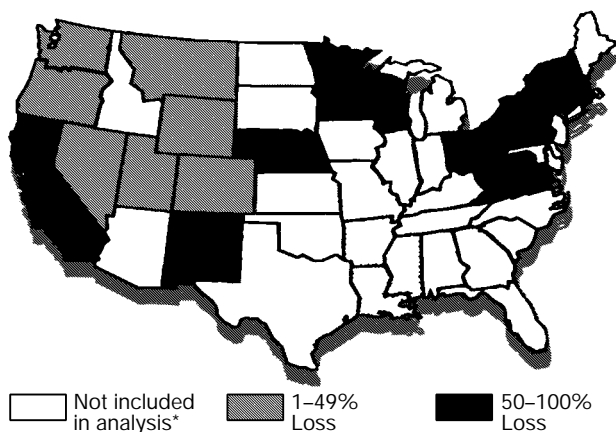 Not included
in analysis*
1–49%
Loss
50–100%
Loss